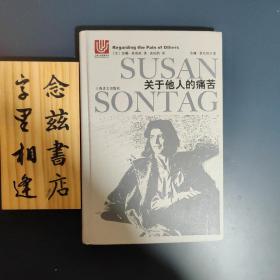 念兹書店
字里相逢
Regarding the Pain of Others
SUSAN
关于他人的痛苦
SONTAG
上海译文出版社